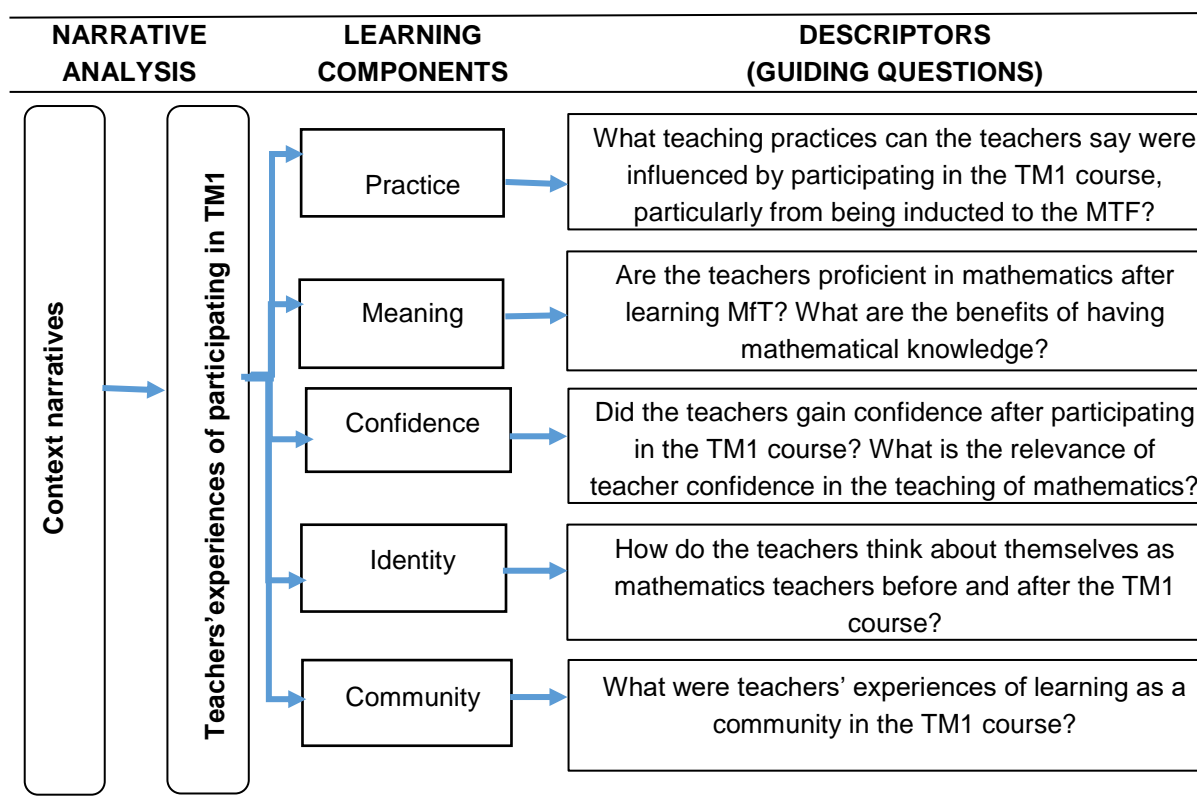 NARRATIVE
ANALYSIS
LEARNING
COMPONENTS
DESCRIPTORS
(GUIDING QUESTIONS)
Context narratives
Teachers'experiences of participating in TM1
Practice
What teaching practices can the teachers say were
influenced by participating in the TM1 course,
particularly from being inducted to the MTF?
Meaning
Are the teachers proficient in mathematics after
learning MfT? What are the benefits of having
mathematical knowledge?
Confidence
Did the teachers gain confidence after participating
in the TM1 course? What is the relevance of
teacher confidence in the teaching of mathematics?
Identity
How do the teachers think about themselves as
mathematics teachers before and after the TM1
course?
Community
What were teachers’ experiences of learning as a
community in the TM1 course?